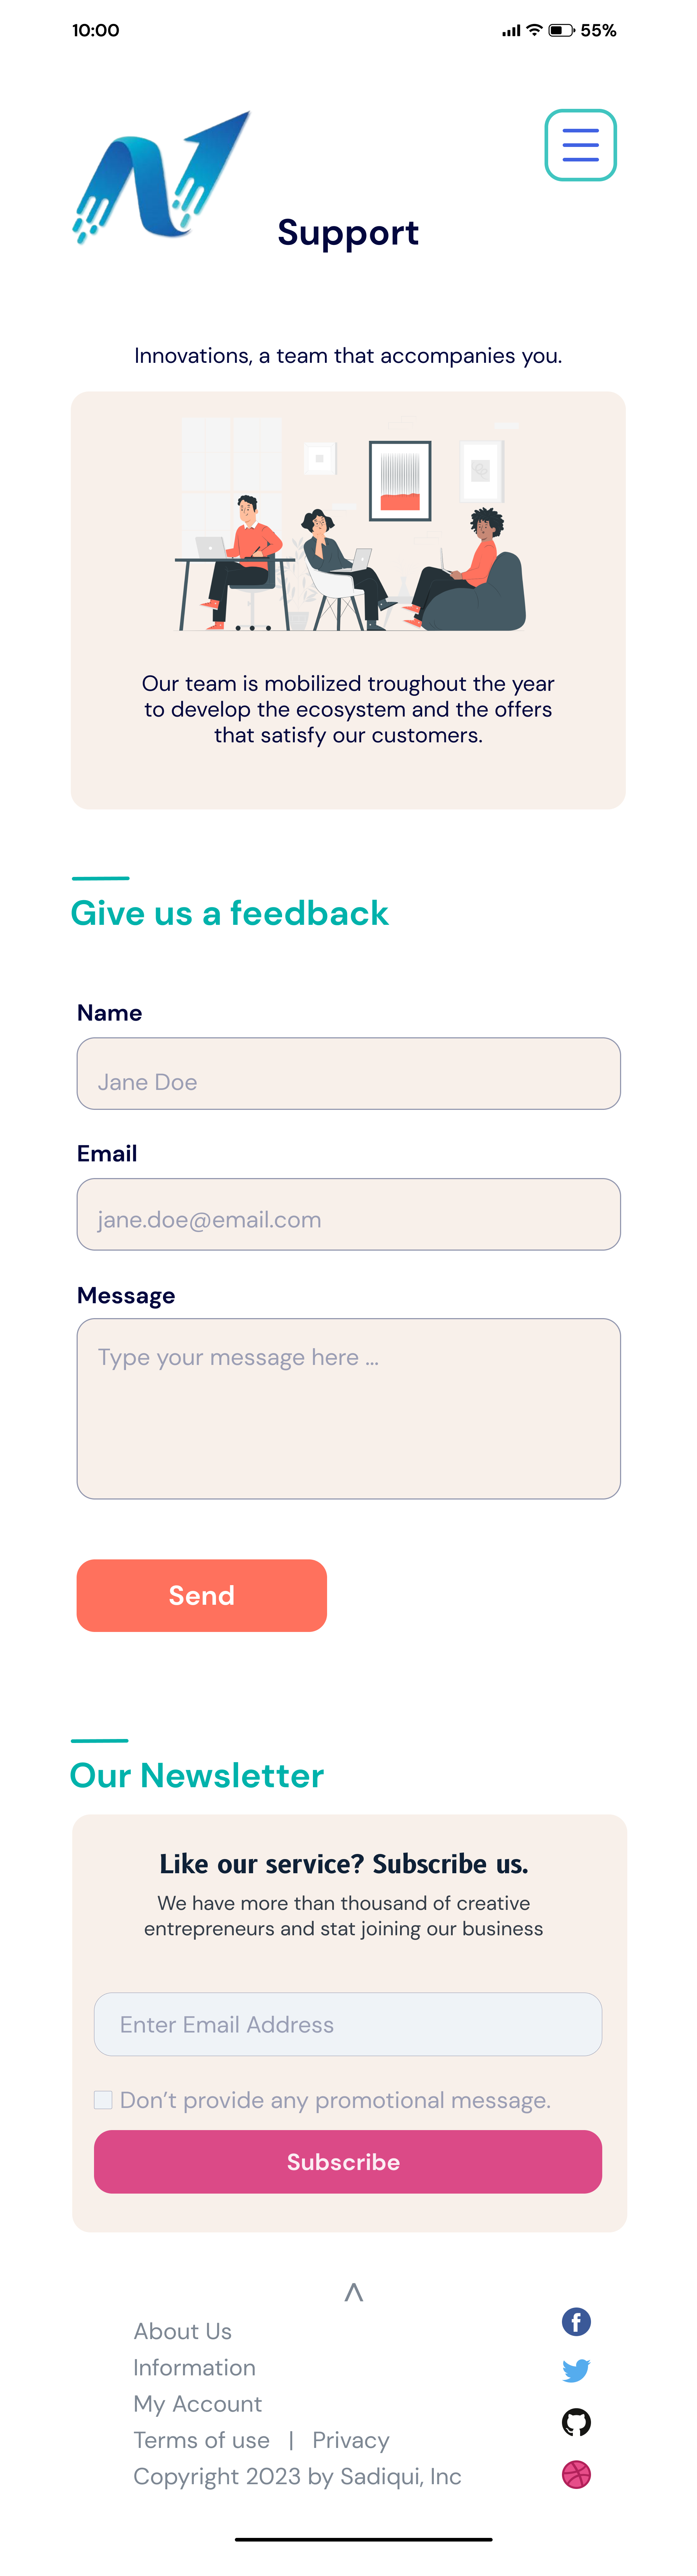 10:00
55%
Support
Innovations, a team that accompanies you.
Our team is mobilized troughout the year
to develop the ecosystem and the offers
that satisfy our customers.
Give us a feedback
Name
Jane Doe
Email
jane.doe@email.com
Message
Type your message here ...
Send
Our Newsletter
Like our service? Subscribe us.
We have more than thousand of creative
entrepreneurs and stat joining our business
Enter Email Address
Don’t provide any promotional message.
Subscribe
About Us
Information
My Account
Terms of use | Privacy
Copyright 2023 by Sadiqui, Inc